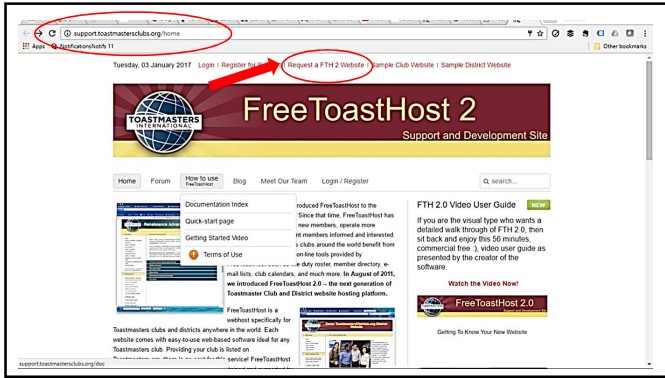 support.toastmastersclubs.org/home
Apps
NotificationsNotifs 11
Other bookmarks
Tuesday, 03 January 2017 Login | Register for | Request a FTH 2 Website | Sample Club Website | Sample District Website
TOASTMASTERS
INTERNATIONAL
FreeToastHost 2
Support and Development Site
Home Forum How to use Blog Meet Our Team Login / Register search...
FreeToastHost
Documentation Index
Quick-start page
Getting Started Video
Terms of Use
roduced FreeToastHost to the
Since that time, FreeToastHost has
new members, operate more
nt members informed and interested.
s clubs around the world benefit from
on-line tools provided by
e duty roster, member directory, e-
mail lists, club calendars, and much more. In August of 2011,
we introduced FreeToastHost 2.0 – the next generation of
Toastmaster Club and District website hosting platform.
FreeToastHost is a
webhost specifically for
Toastmasters clubs and districts anywhere in the world. Each
website comes with easy-to-use web-based software ideal for any
Toastmasters club. Providing your club is listed on
service! FreeToastHost
FTH 2.0 Video User Guide NEW
If you are the visual type who wants a
detailed walk through of FTH 2.0, then
sit back and enjoy this 56 minutes,
commercial free :), video user guide as
presented by the creator of the
software.
Watch the Video Now!
FreeToastHost 2.0
Getting To Know Your New Website
support.toastmastersclubs.org/doc